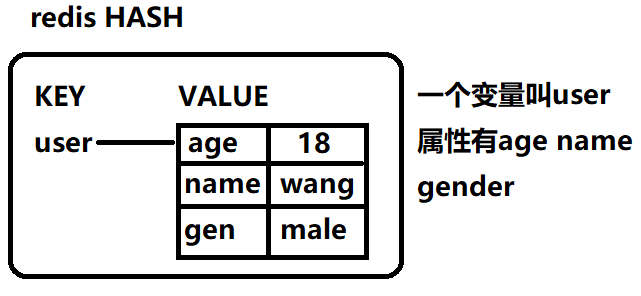 redis HASH
KEY VALUE
一个变量叫user
user age 18
属性有age name
name wang
gender
gen male